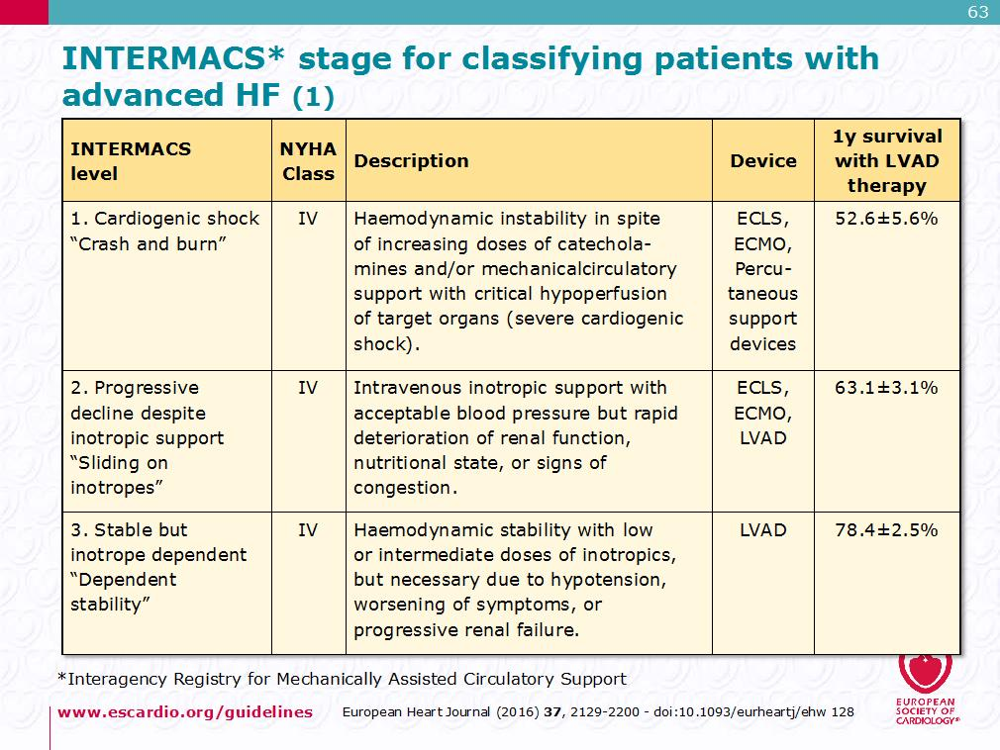 63
INTERMACS* stage for classifying patients with
advanced HF (1)
INTERMACS
level
NYHA
Class
Description
Device
1y survival
with LVAD
therapy
1. Cardiogenic shock
“Crash and burn”
IV
Haemodynamic instability in spite
of increasing doses of catechola-
mines and/or mechanicalcirculatory
support with critical hypoperfusion
of target organs (severe cardiogenic
shock).
ECLS,
ECMO,
Percu-
taneous
support
devices
52.6±5.6%
2. Progressive
decline despite
inotropic support
“Sliding on
inotropes”
IV
Intravenous inotropic support with
acceptable blood pressure but rapid
deterioration of renal function,
nutritional state, or signs of
congestion.
ECLS,
ECMO,
LVAD
63.1±3.1%
3. Stable but
inotrope dependent
“Dependent
stability”
IV
Haemodynamic stability with low
or intermediate doses of inotropics,
but necessary due to hypotension,
worsening of symptoms, or
progressive renal failure.
LVAD
78.4±2.5%
*Interagency Registry for Mechanically Assisted Circulatory Support
www.escardio.org/guidelines
European Heart Journal (2016) 37, 2129-2200 - doi:10.1093/eurheartj/ehw 128
EUROPEAN
SOCIETY OF
CARDIOLOGY®